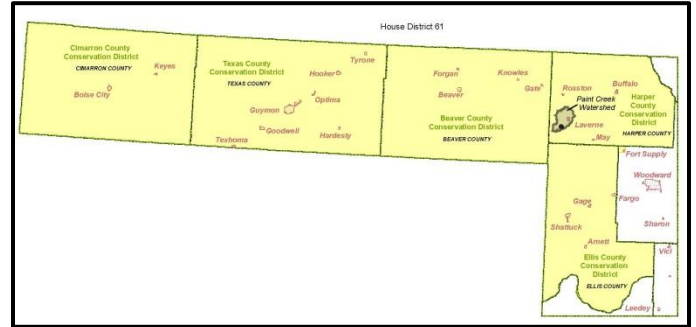 House District 61
Cimarron County
Conservation District
CIMARRON COUNTY
Keyes
Boise City
Texas County
Conservation District
TEXAS COUNTY
Tyrone
Hooker
Optima
Guymon
Goodwell
Hardesty
Texhoma
Forgan
Knowles
Beaver
Gate
Beaver County
Conservation District
BEAVER COUNTY
Rosston
Buffalo
Paint Creek
Watershed
Harper
County
Conservation
District
HARPER COUNTY
Laverne
May
Fort Supply
Woodward
Gage
Fargo
Shattuck
Sharon
Arnett
Vici
Ellis County
Conservation
District
ELLIS COUNTY
Leedey